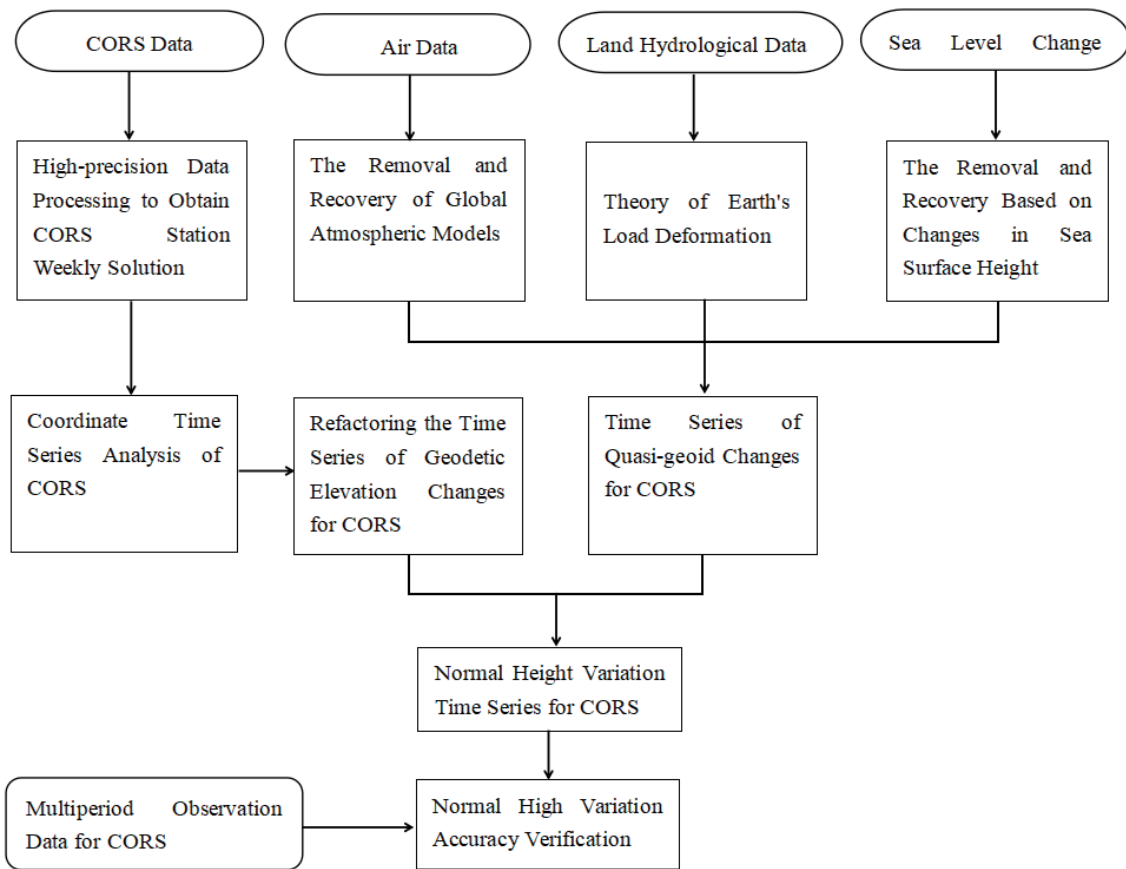 CORS Data
Air Data
Land Hydrological Data
Sea Level Change
High-precision Data
Processing to Obtain
CORS Station
Weekly Solution
The Removal and
Recovery of Global
Atmospheric Models
Theory of Earth's
Load Deformation
The Removal and
Recovery Based on
Changes in Sea
Surface Height
Coordinate Time
Series Analysis of
CORS
Refactoring the Time
Series of Geodetic
Elevation Changes
for CORS
Time Series of
Quasi-geoid Changes
for CORS
Normal Height Variation
Time Series for CORS
Multiperiod Observation
Data for CORS
Normal High Variation
Accuracy Verification